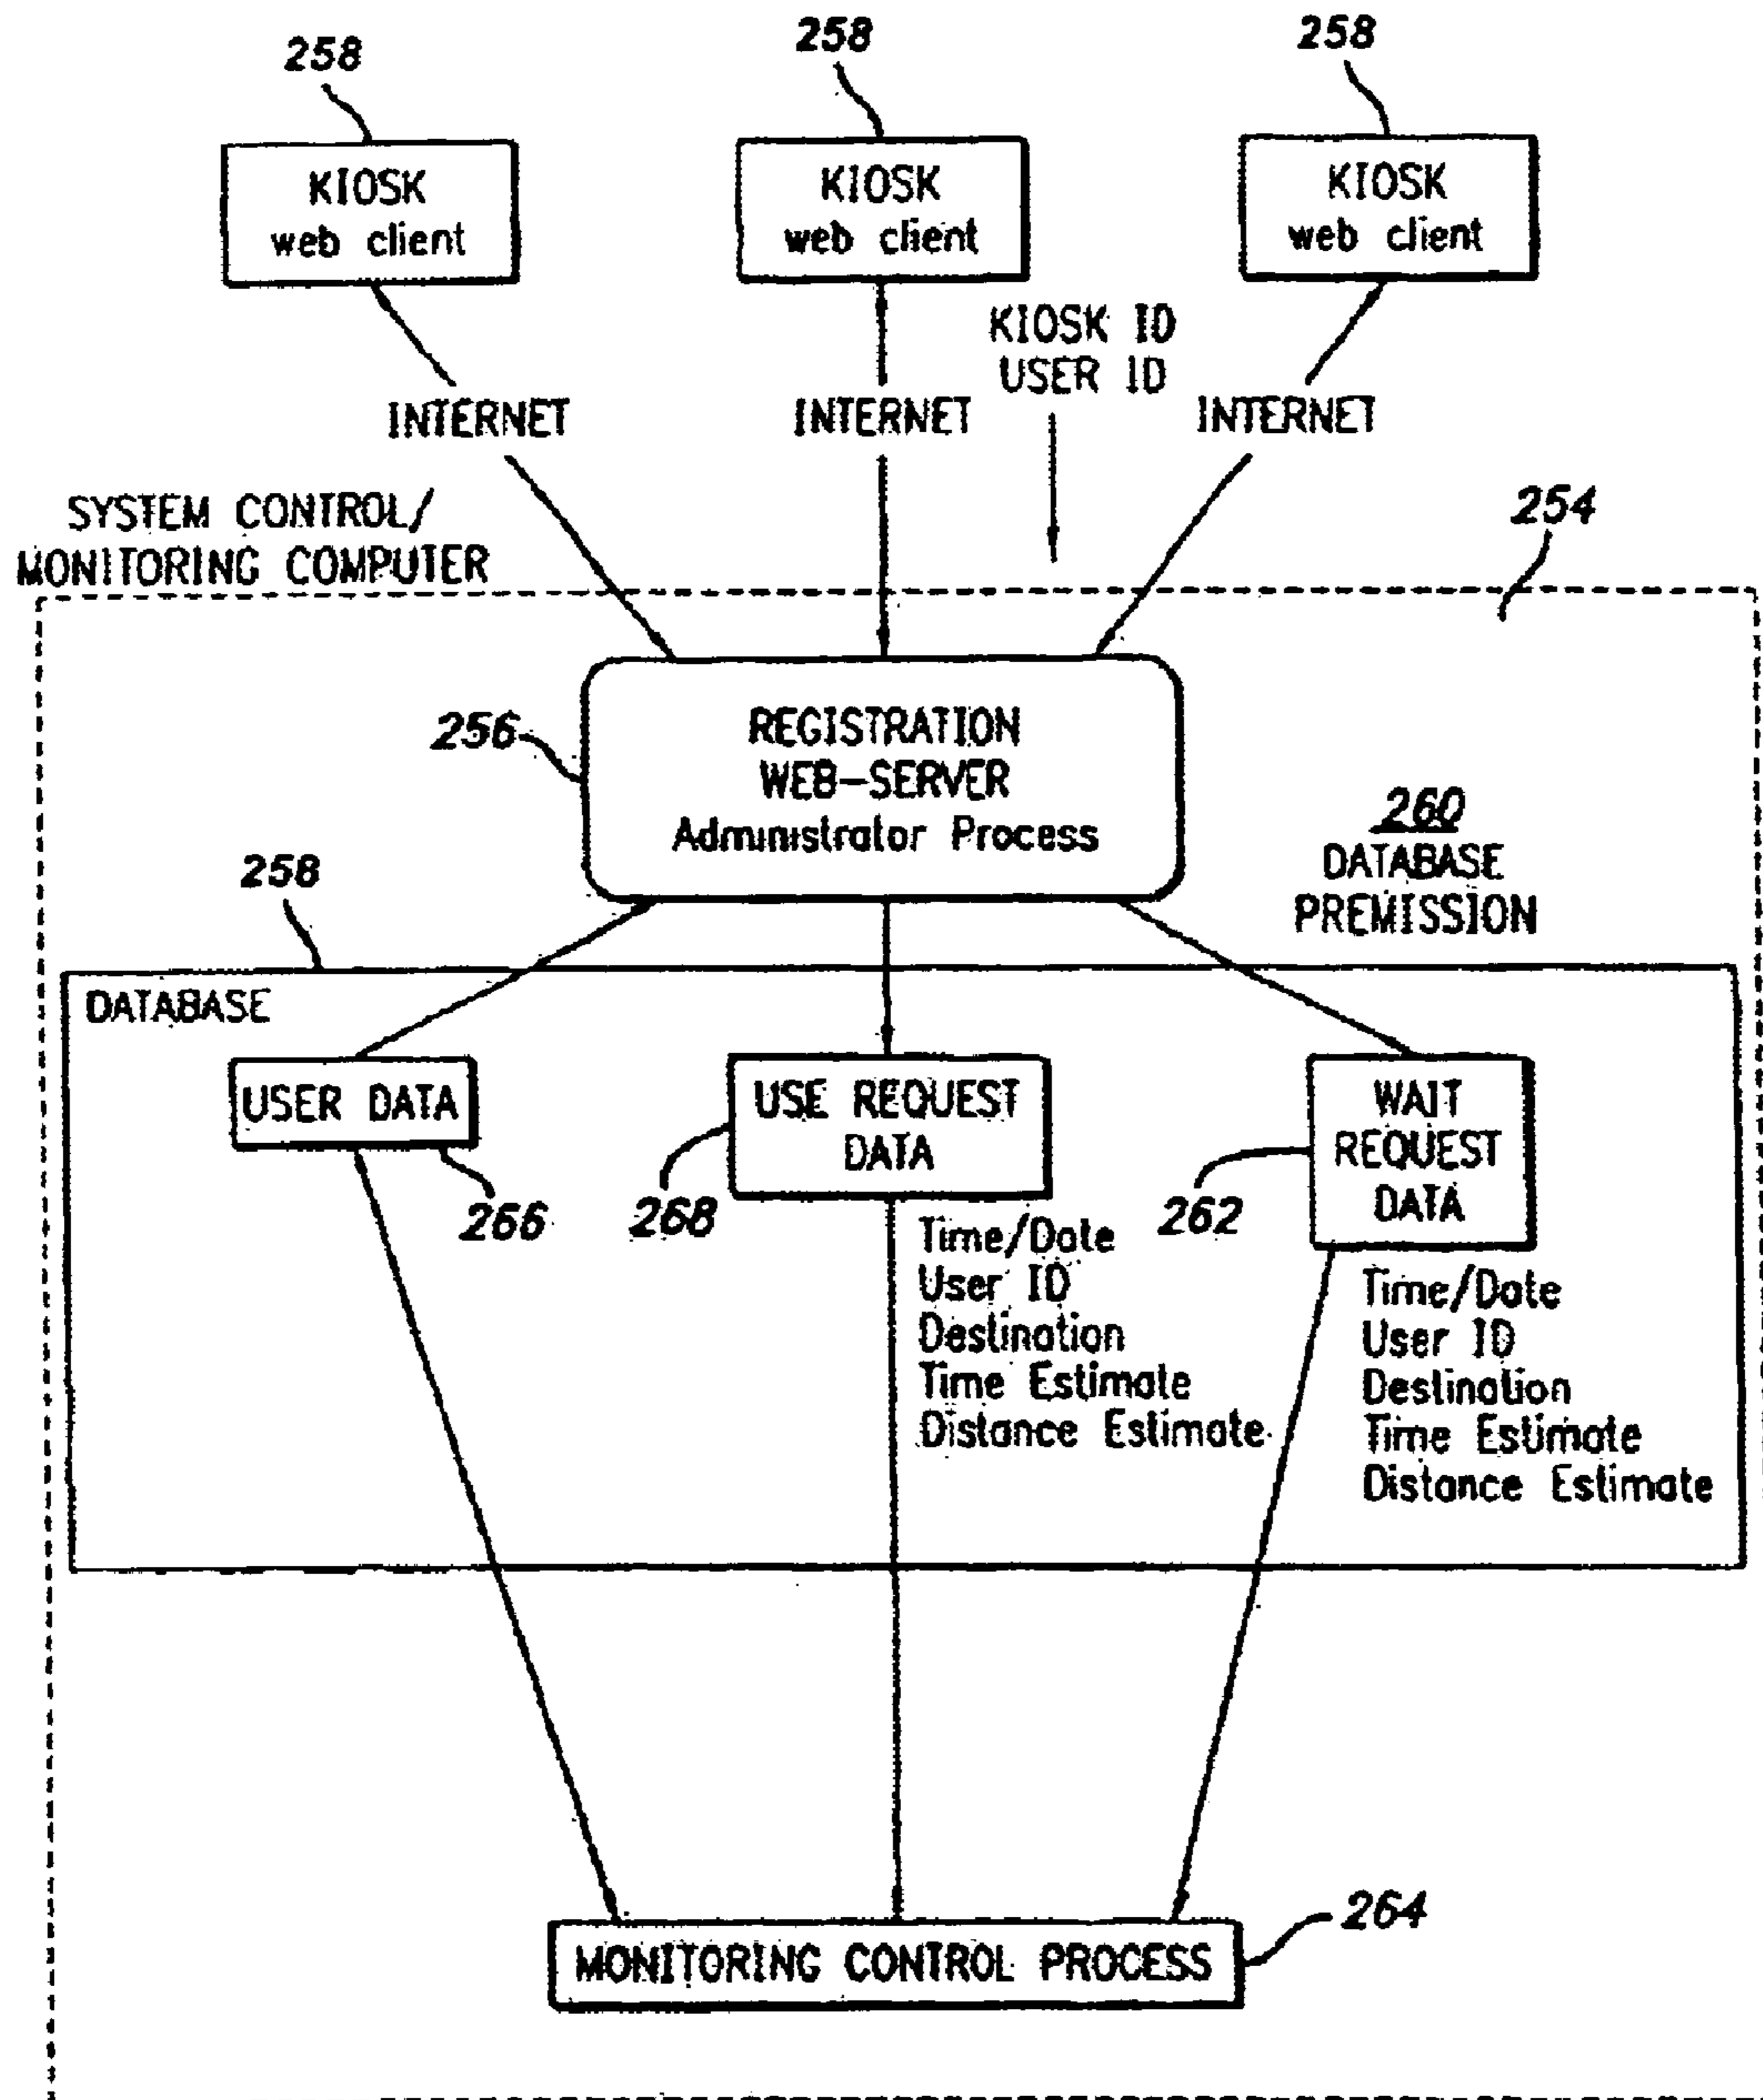 258
258
258
KIOSK
web client
KIOSK
web client
KIOSK
web client
KIOSK ID
USER ID
INTERNET
INTERNET
INTERNET
SYSTEM CONTROL/
MONITORING COMPUTER
254
256
REGISTRATION
WEB-SERVER
Administrator Process
260
DATABASE
PREMISSION
258
DATABASE
USER DATA
266
USE REQUEST
DATA
268
Time/Date
User ID
Destination
Time Estimate
Distance Estimate
WAIT
REQUEST
DATA
262
Time/Date
User ID
Destination
Time Estimate
Distance Estimate
MONITORING CONTROL PROCESS
264